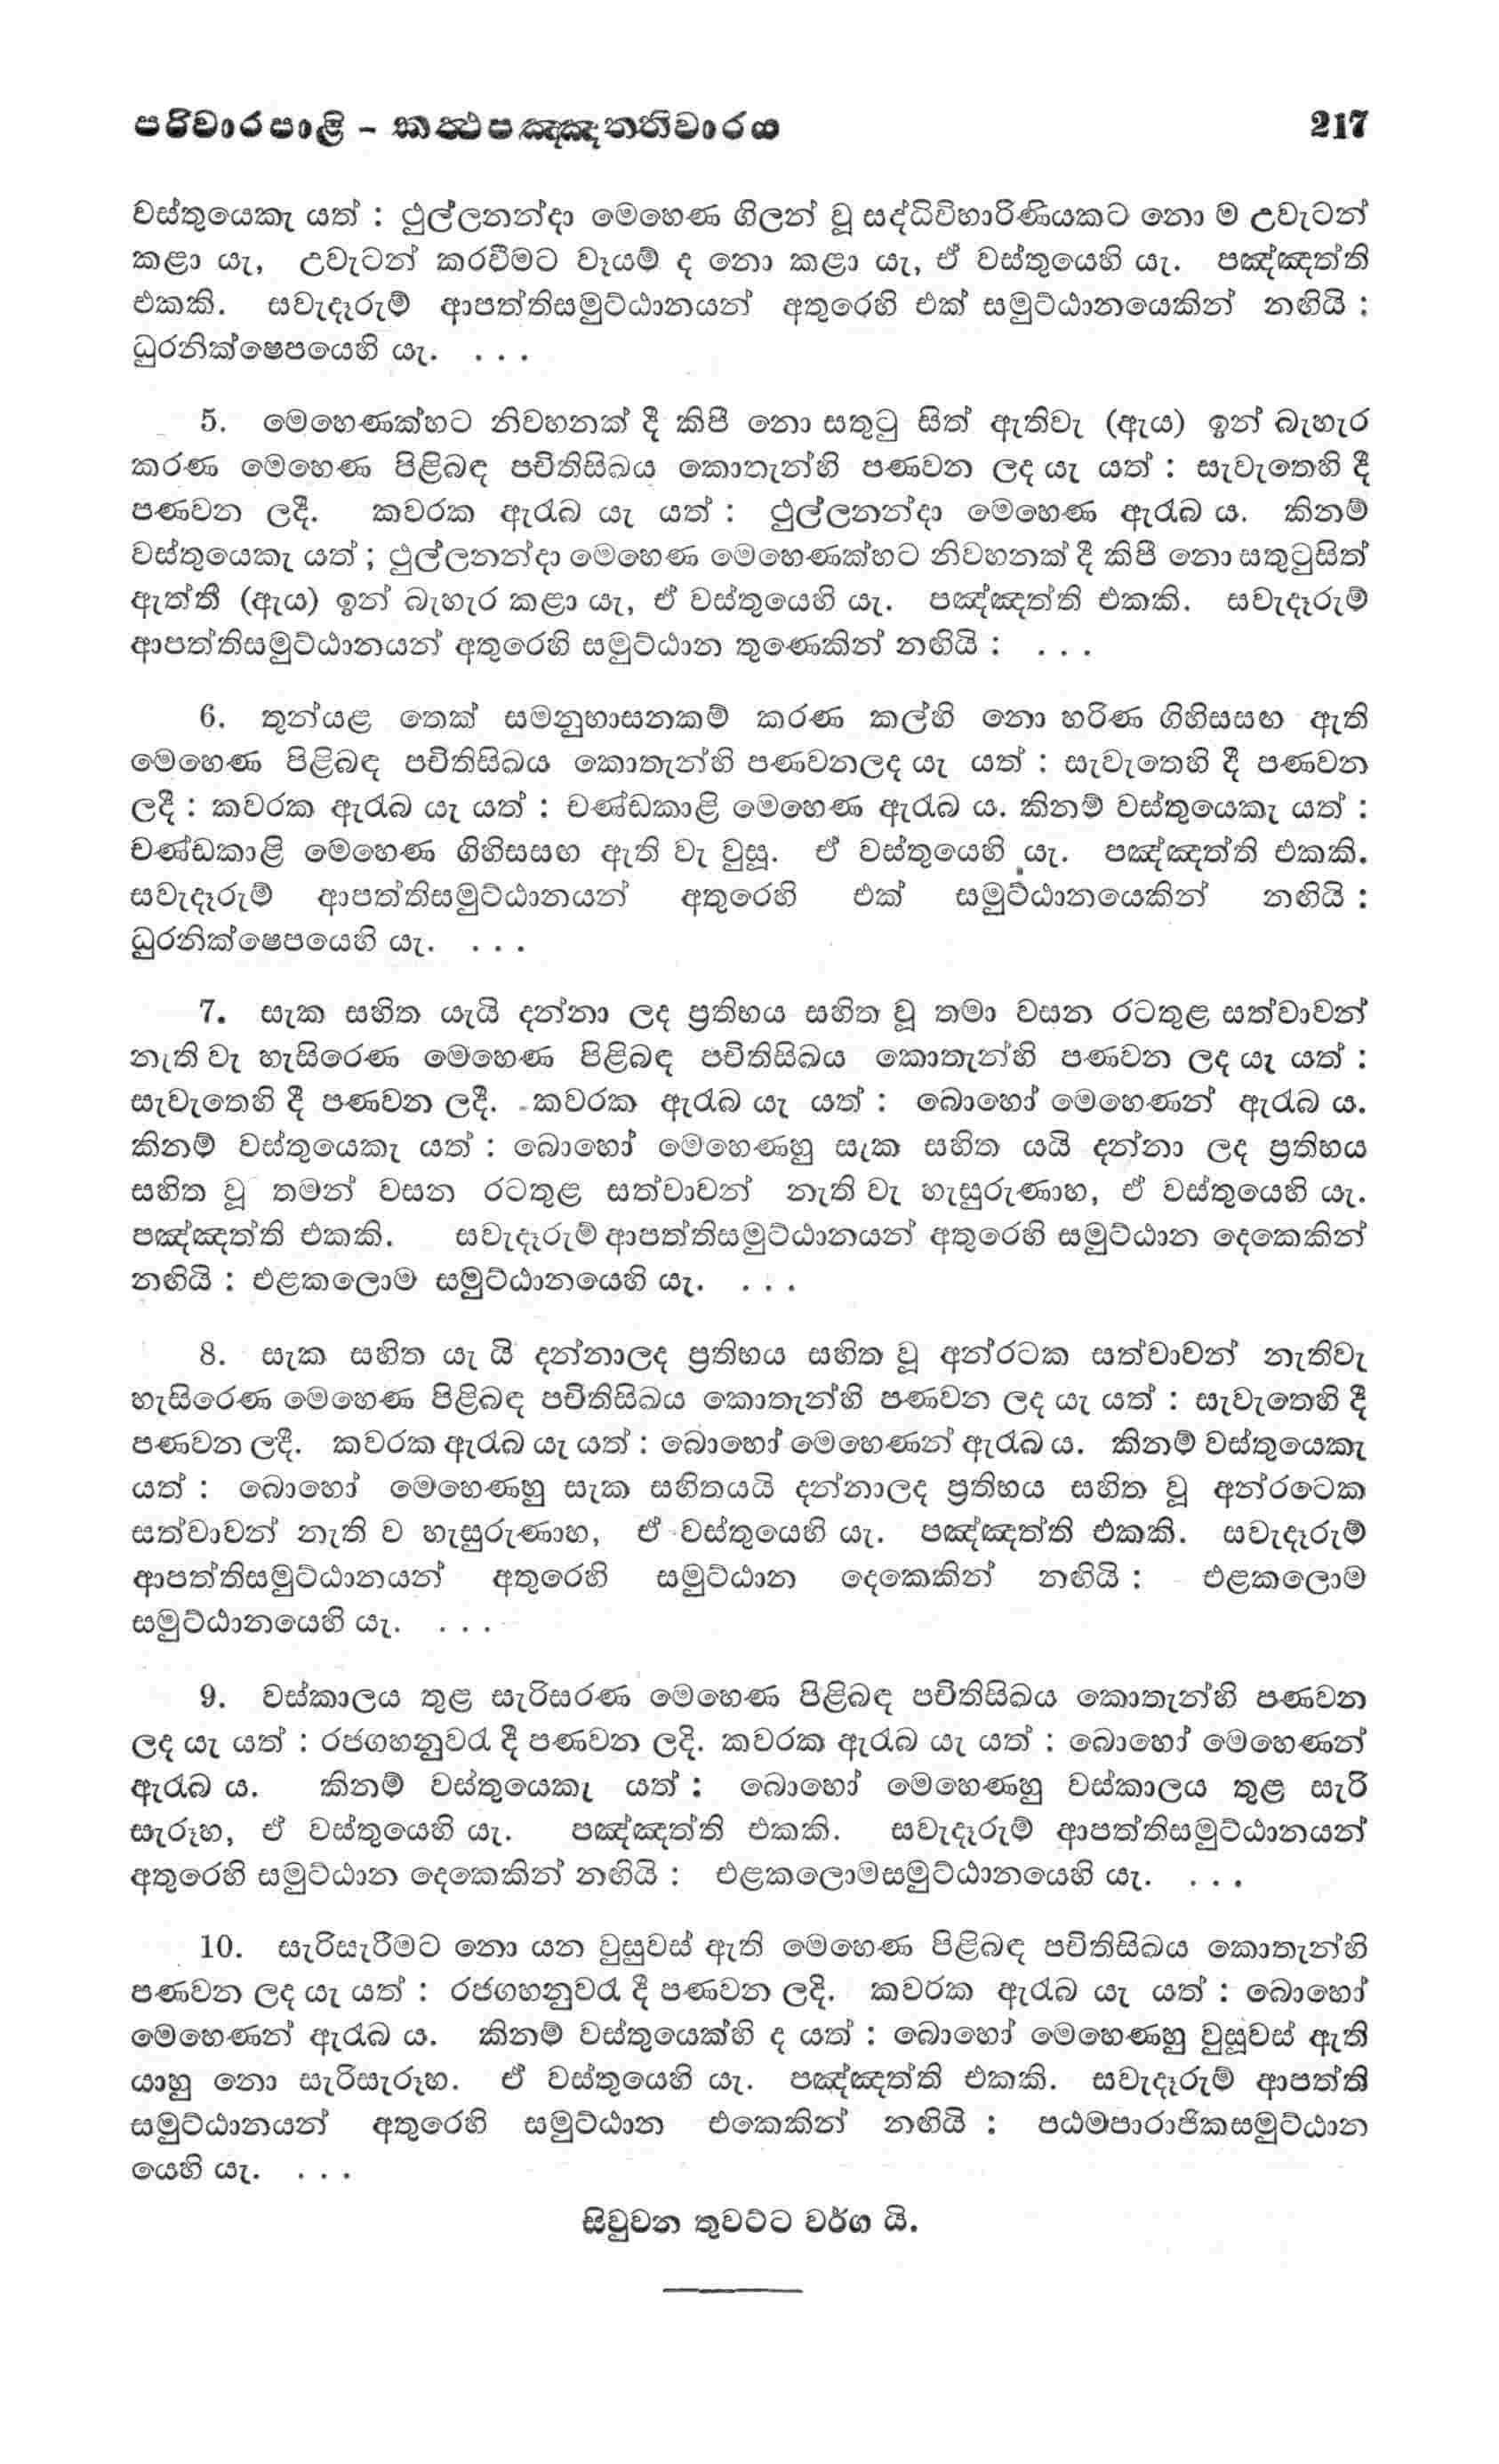 පරිවාරපාළි – කත්‍ථපඤ්ඤත්තිවාරය 217
වස්තුයෙකැ යත් : ථුල්ලනන්දා මෙහෙණ ගිලන් වූ සද්ධිවිහාරිණියකට නො ම උවැටන්
කළා යැ, උවැටන් කරවීමට වෑයම් ද නො කළා යැ, ඒ වස්තුයෙහි යැ. පඤ්ඤත්ති
එකකි. සවැදෑරුම් ආපත්තිසමුට්ඨානයන් අතුරෙහි එක් සමුට්ඨානයෙකින් නඟියි :
ධුරනික්ෂෙපයෙහි යැ. . . .
5. මෙහෙණක්හට නිවහනක් දී කිපී නො සතුටු සිත් ඇතිවැ (ඇය) ඉන් බැහැර
කරණ මෙහෙණ පිළිබඳ පචිතිසිඛය කොතැන්හි පණවන ලද යැ යත් : සැවැතෙහි දී
පණවන ලදී. කවරක ඇරැබ යැ යත් : ථුල්ලනන්දා මෙහෙණ ඇරැබ ය. කිනම්
වස්තුයෙකැ යත් ; ථුල්ලනන්දා මෙහෙණ මෙහෙණක්හට නිවහනක් දී කිපී නො සතුටුසිත්
ඇත්තී (ඇය) ඉන් බැහැර කළා යැ, ඒ වස්තුයෙහි යැ. පඤ්ඤත්ති එකකි. සවැදෑරුම්
ආපත්තිසමුට්ඨානයන් අතුරෙහි සමුට්ඨාන තුණෙකින් නඟියි : . . .
6. තුන්යළ තෙක් සමනුභාසනකම් කරණ කල්හි නො හරිණ ගිහිසසඟ ඇති
මෙහෙණ පිළිබඳ පචිතිසිඛය කොතැන්හි පණවනලද යැ යත් : සැවැතෙහි දී පණවන
ලදී : කවරක ඇරැබ යැ යත් : චණ්ඩකාළි මෙහෙණ ඇරැබ ය. කිනම් වස්තුයෙකැ යත් :
චණ්ඩකාළි මෙහෙණ ගිහිසසඟ ඇති වැ වුසූ. ඒ වස්තුයෙහි යැ. පඤ්ඤත්ති එකකි.
සවැදෑරුම් ආපත්තිසමුට්ඨානයන් අතුරෙහි එක් සමුට්ඨානයෙකින් නඟියි :
ධුරනික්ෂෙපයෙහි යැ. . . .
7. සැක සහිත යැයි දන්නා ලද ප්‍රතිභය සහිත වූ තමා වසන රටතුළ සත්වාවන්
නැති වැ හැසිරෙණ මෙහෙණ පිළිබඳ පචිතිසිඛය කොතැන්හි පණවන ලද යැ යත් :
සැවැතෙහි දී පණවන ලදී. කවරක ඇරැබ යැ යත් : බොහෝ මෙහෙණන් ඇරැබ ය.
කිනම් වස්තුයෙකැ යත් : බොහෝ මෙහෙණහු සැක සහිත යයි දන්නා ලද ප්‍රතිභය
සහිත වූ තමන් වසන රටතුළ සත්වාවන් නැති වැ හැසුරුණාහ, ඒ වස්තුයෙහි යැ.
පඤ්ඤත්ති එකකි. සවැදෑරුම් ආපත්තිසමුට්ඨානයන් අතුරෙහි සමුට්ඨාන දෙකෙකින්
නඟියි : එළකලොම සමුට්ඨානයෙහි යැ. . . .
8. සැක සහිත යැ යි දන්නාලද ප්‍රතිභය සහිත වූ අන්රටක සත්වාවන් නැතිවැ
හැසිරෙණ මෙහෙණ පිළිබඳ පචිතිසිඛය කොතැන්හි පණවන ලද යැ යත් : සැවැතෙහි දී
පණවන ලදී. කවරක ඇරැබ යැ යත් : බොහෝ මෙහෙණන් ඇරැබ ය. කිනම් වස්තුයෙකැ
යත් : බොහෝ මෙහෙණහු සැක සහිතයයි දන්නාලද ප්‍රතිභය සහිත වූ අන්රටෙක
සත්වාවන් නැති ව හැසුරුණාහ, ඒ වස්තුයෙහි යැ. පඤ්ඤත්ති එකකි. සවැදෑරුම්
ආපත්තිසමුට්ඨානයන් අතුරෙහි සමුට්ඨාන දෙකෙකින් නඟියි : එළකලොම
සමුට්ඨානයෙහි යැ. . . .
9. වස්කාලය තුළ සැරිසරණ මෙහෙණ පිළිබඳ පචිතිසිඛය කොතැන්හි පණවන
ලද යැ යත් : රජගහනුවරැ දී පණවන ලදි. කවරක ඇරැබ යැ යත් : බොහෝ මෙහෙණන්
ඇරැබ ය. කිනම් වස්තුයෙකැ යත් : බොහෝ මෙහෙණහු වස්කාලය තුළ සැරි
සැරූහ, ඒ වස්තුයෙහි යැ. පඤ්ඤත්ති එකකි. සවැදෑරුම් ආපත්තිසමුට්ඨානයන්
අතුරෙහි සමුට්ඨාන දෙකෙකින් නඟියි : එළකලොමසමුට්ඨානයෙහි යැ. . . .
10. සැරිසැරීමට නො යන වුසුවස් ඇති මෙහෙණ පිළිබඳ පචිතිසිඛය කොතැන්හි
පණවන ලද යැ යත් : රජගහනුවරැ දී පණවන ලදි. කවරක ඇරැබ යැ යත් : බොහෝ
මෙහෙණන් ඇරැබ ය. කිනම් වස්තුයෙක්හි ද යත් : බොහෝ මෙහෙණහු වුසූවස් ඇති
යාහු නො සැරිසැරූහ. ඒ වස්තුයෙහි යැ. පඤ්ඤත්ති එකකි. සවැදෑරුම් ආපත්ති
සමුට්ඨානයන් අතුරෙහි සමුට්ඨාන එකෙකින් නඟියි : පඨමපාරාජිකසමුට්ඨාන
යෙහි යැ. . . .
සිවුවන තුවට්ට වර්ග යි.